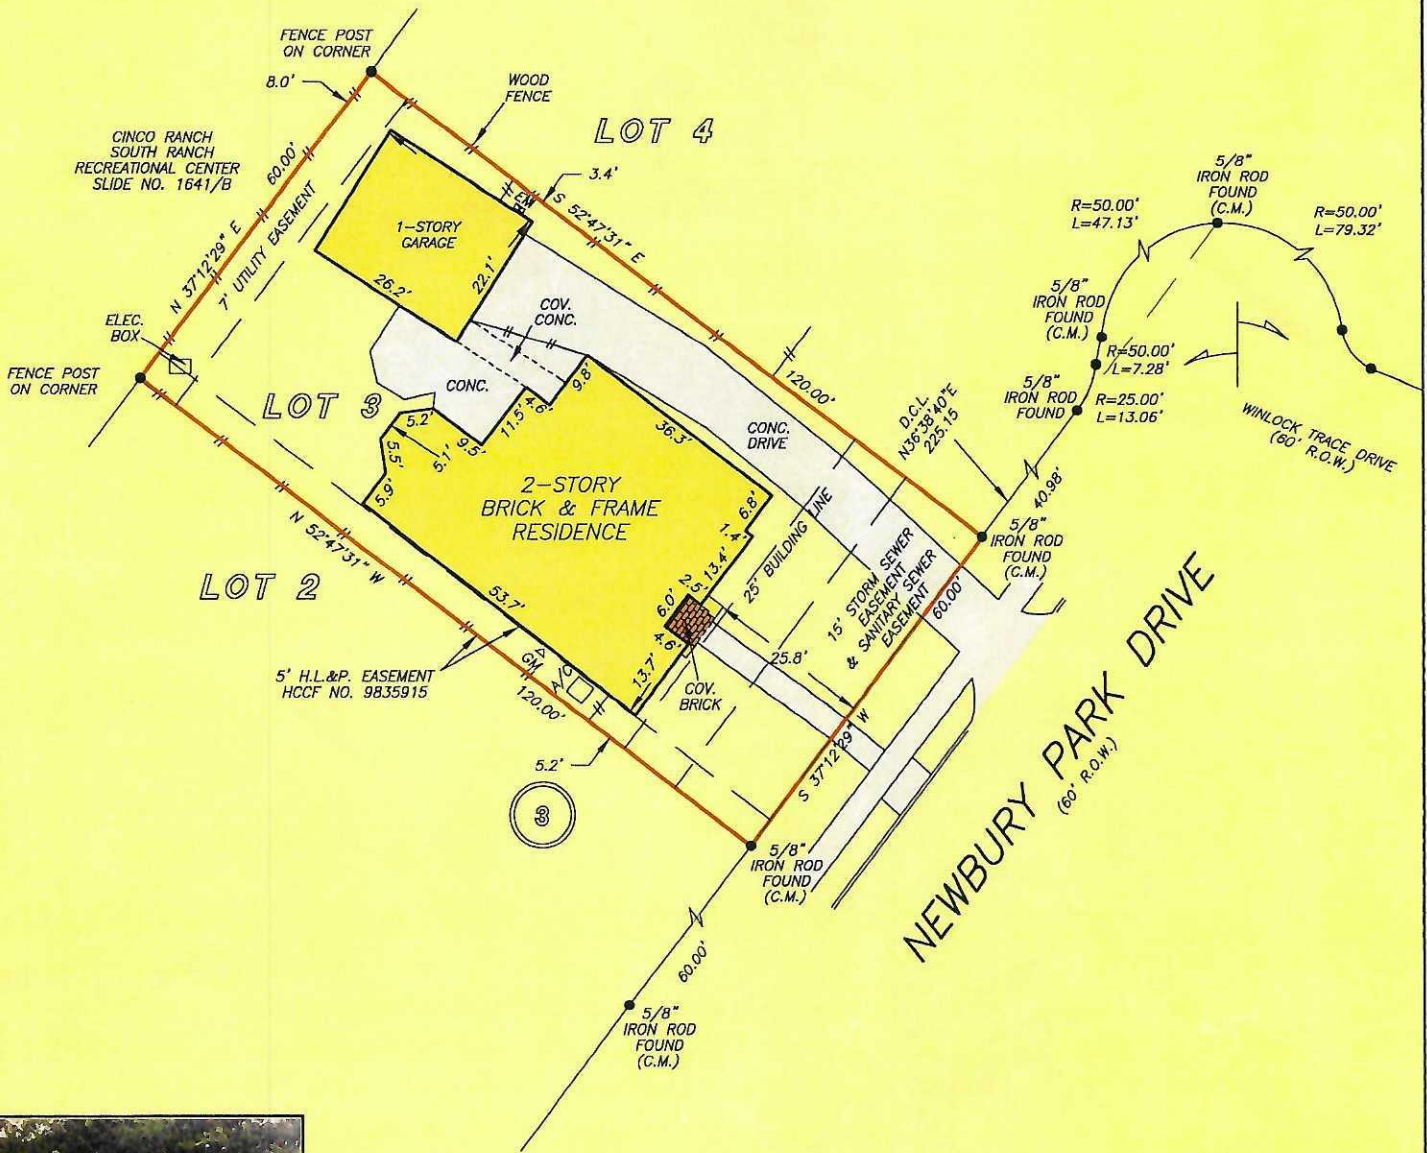 FENCE POST
ON CORNER
8.0'
WOOD
FENCE
LOT 4
CINCO RANCH
SOUTH RANCH
RECREATIONAL CENTER
SLIDE NO. 1641/B
60.00'
N 37°12'29" E
7' UTILITY EASEMENT
3.4'
S 52°47'31" E
EM
1-STORY
GARAGE
26.2'
22.1'
COV.
CONC.
5/8"
IRON ROD
FOUND
(C.M.)
R=50.00'
L=47.13'
R=50.00'
L=79.32'
5/8"
IRON ROD
FOUND
(C.M.)
R=50.00'
L=7.28'
5/8"
IRON ROD
FOUND
R=25.00'
L=13.06'
WINLOCK TRACE DRIVE
(60' R.O.W.)
ELEC.
BOX
FENCE POST
ON CORNER
LOT 3
CONC.
9.8'
4.6'
11.5'
9.5'
5.2'
5.1'
5.5'
5.9'
36.3'
120.00'
CONC.
DRIVE
D.C.L.
N36°38'40"E
225.15
40.98'
2-STORY
BRICK & FRAME
RESIDENCE
6.8'
1.4'
13.4'
2.5'
6.0'
4.6'
13.7'
25' BUILDING LINE
5/8"
IRON ROD
FOUND
(C.M.)
15' STORM SEWER
EASEMENT
& SANITARY SEWER
EASEMENT
60.00'
N 52°47'31" W
LOT 2
53.7'
5' H.L.&P. EASEMENT
HCCF NO. 9835915
GM
A/C
120.00'
COV.
BRICK
25.8'
S 37°12'29" W
5.2'
3
NEWBURY PARK DRIVE
(60' R.O.W.)
5/8"
IRON ROD
FOUND
(C.M.)
60.00'
5/8"
IRON ROD
FOUND
(C.M.)